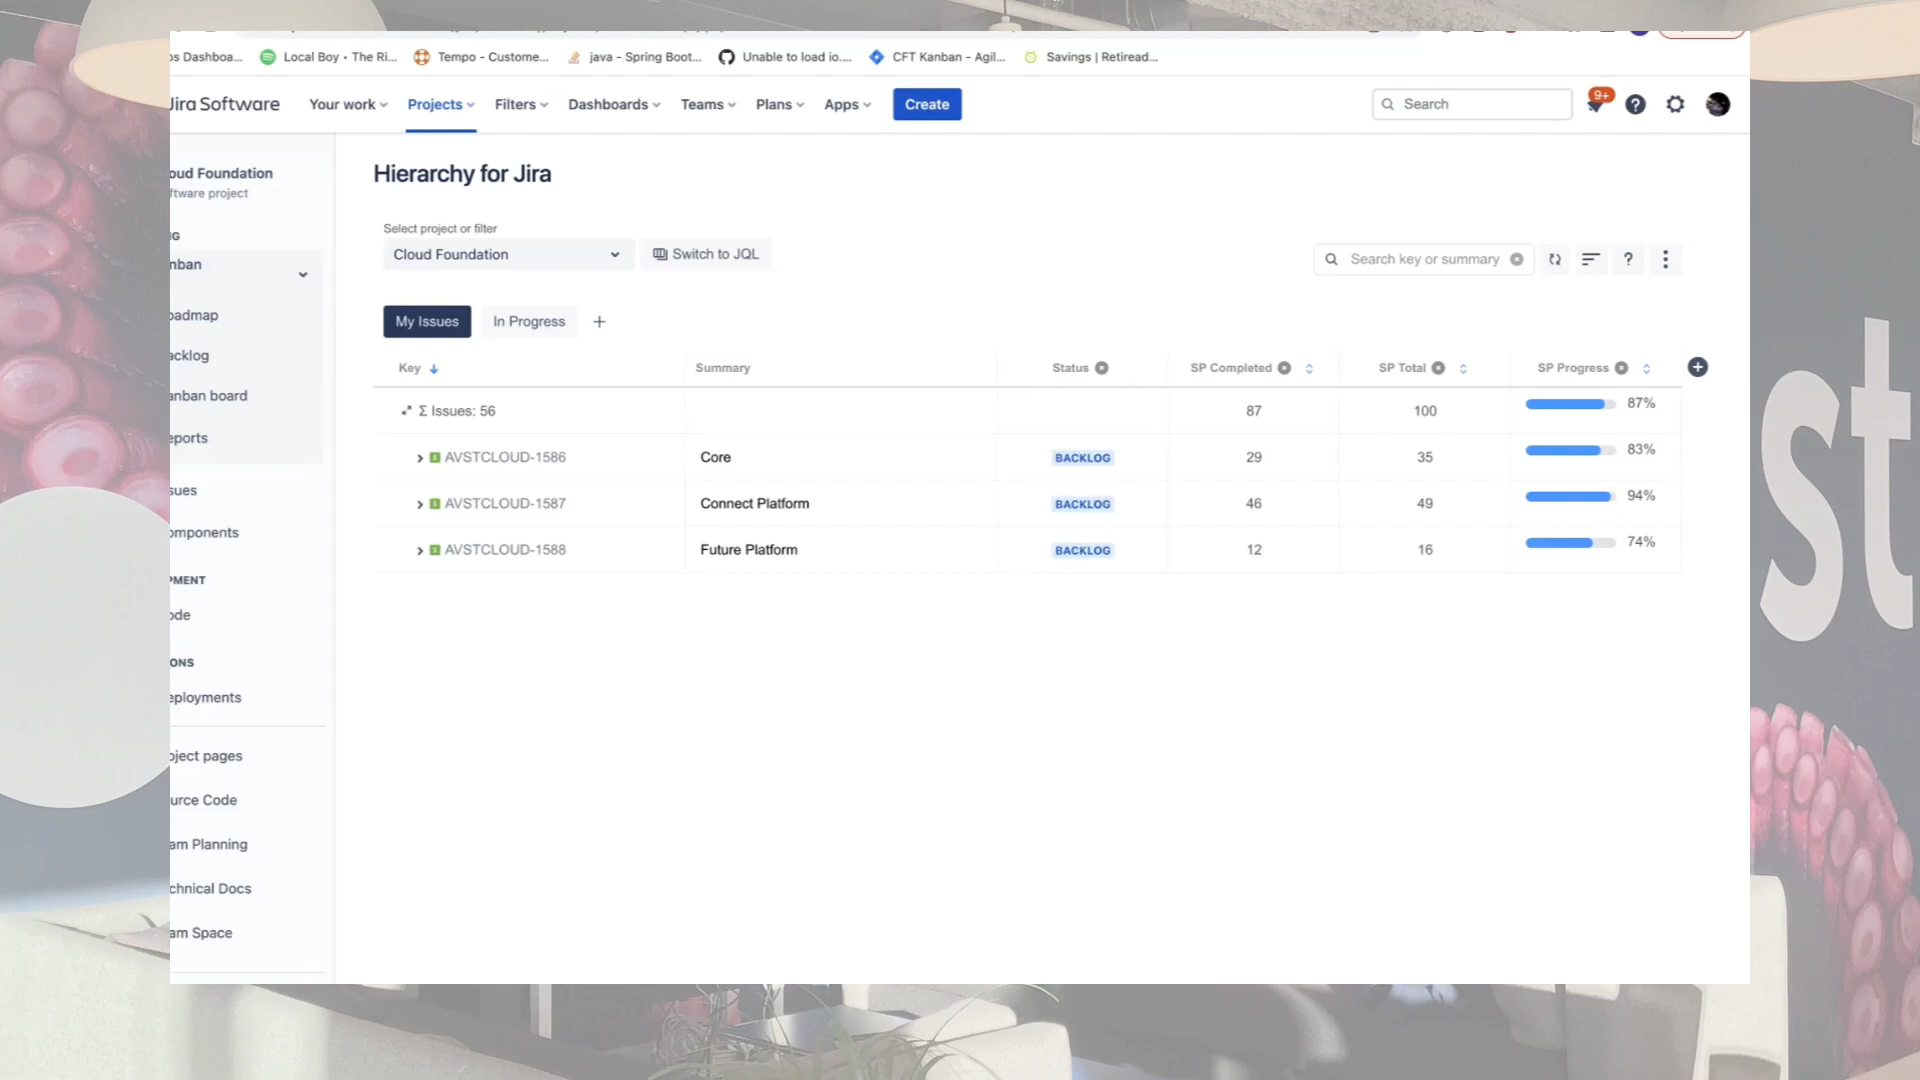 os Dashboa... Local Boy • The Ri... Tempo - Custome... java - Spring Boot... Unable to load io.... CFT Kanban - Agil... Savings | Retiread...
Jira Software Your work Projects Filters Dashboards Teams Plans Apps Create Search 9+ ?
oud Foundation
ftware project
NG
nban
oadmap
acklog
anban board
eports
sues
omponents
PMENT
ode
ONS
eployments
oject pages
urce Code
am Planning
chnical Docs
am Space
Hierarchy for Jira
Select project or filter
Cloud Foundation Switch to JQL Search key or summary ?
My Issues In Progress +
Key Summary Status SP Completed SP Total SP Progress
Σ Issues: 56 87 100 87%
AVSTCLOUD-1586 Core BACKLOG 29 35 83%
AVSTCLOUD-1587 Connect Platform BACKLOG 46 49 94%
AVSTCLOUD-1588 Future Platform BACKLOG 12 16 74%
st